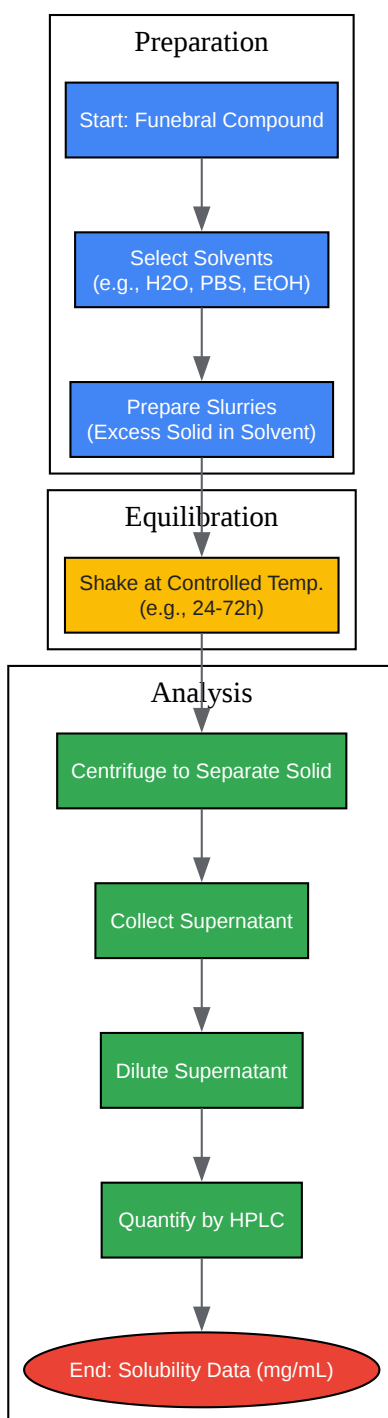 Preparation
Start: Funebral Compound
Select Solvents
(e.g., H2O, PBS, EtOH)
Prepare Slurries
(Excess Solid in Solvent)
Equilibration
Shake at Controlled Temp.
(e.g., 24-72h)
Analysis
Centrifuge to Separate Solid
Collect Supernatant
Dilute Supernatant
Quantify by HPLC
End: Solubility Data (mg/mL)